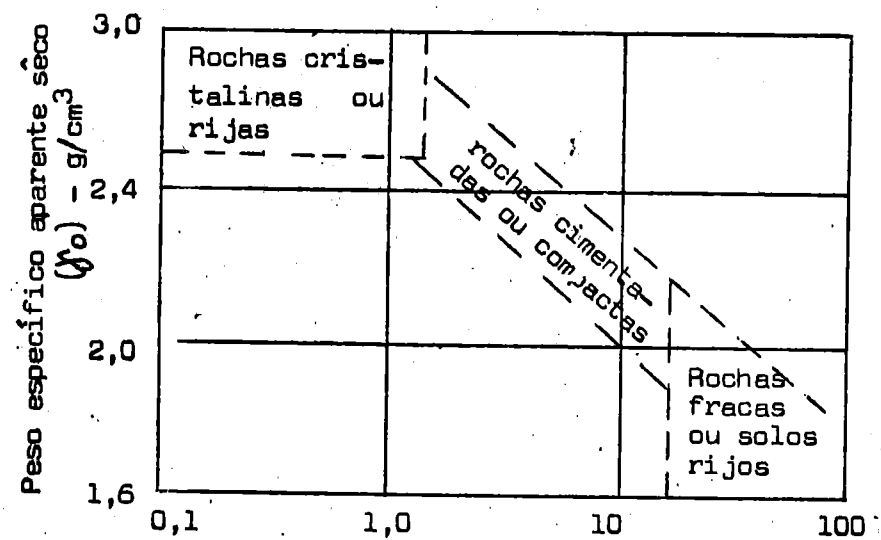 Peso específico aparente sêco
(γo) - g/cm3
3,0
2,4
2,0
1,6
Rochas cris-
talinas ou
rijas
rochas cimenta-
das ou compactas
Rochas
fracas
ou solos
rijos
0,1
1,0
10
100